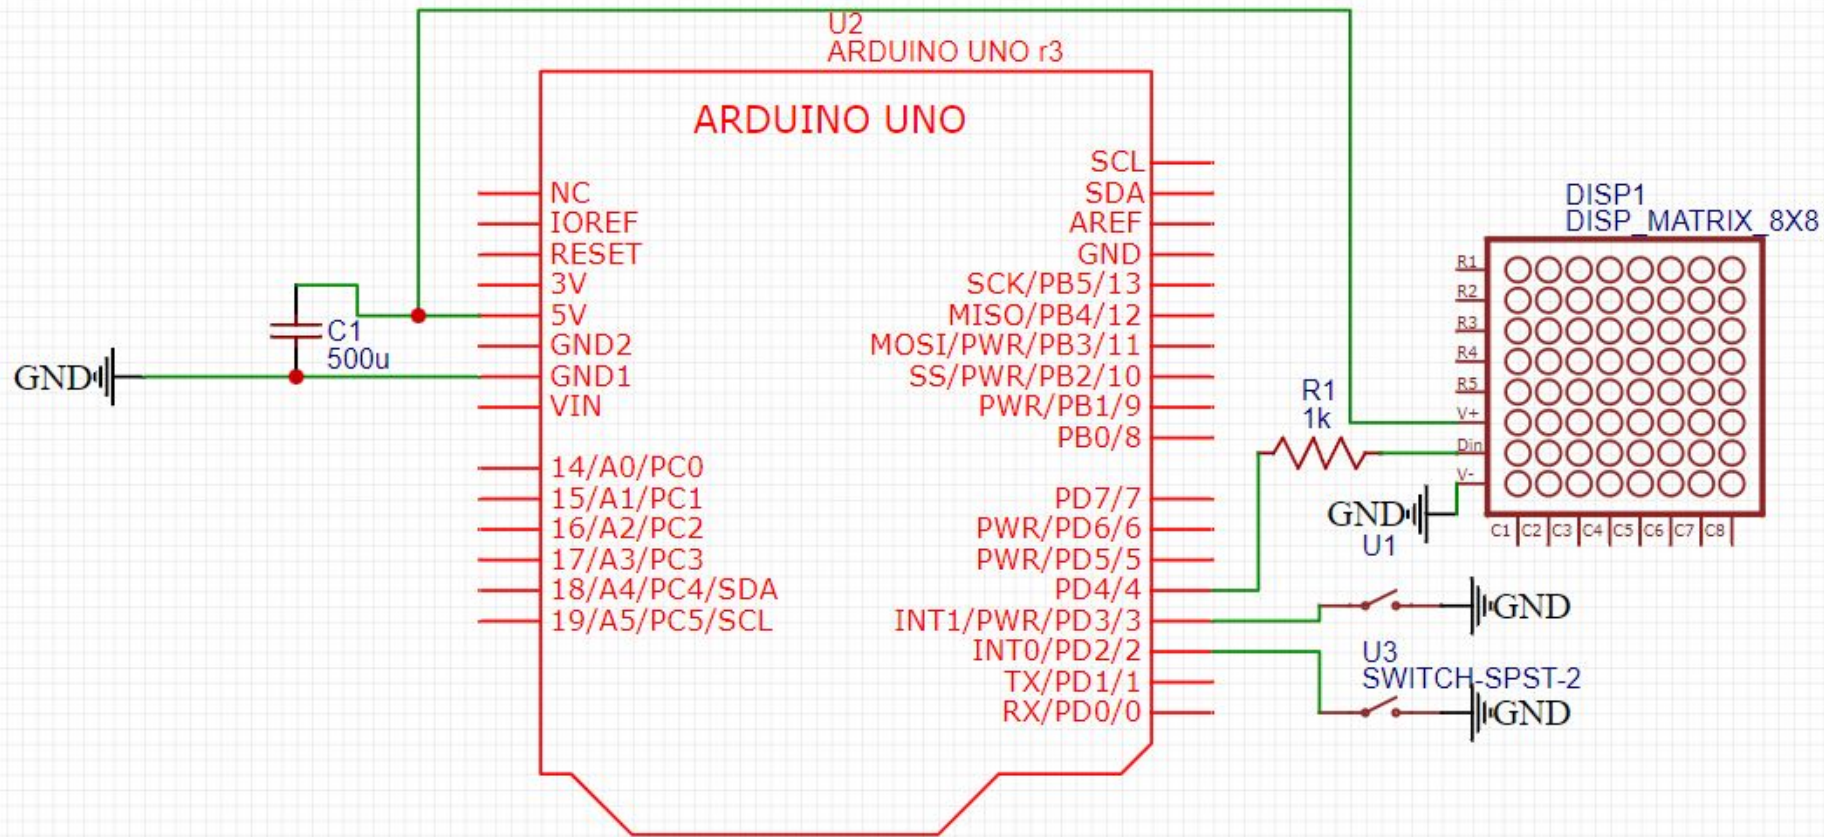 U2
ARDUINO UNO r3
ARDUINO UNO
NC
IOREF
RESET
3V
5V
GND2
GND1
VIN
14/A0/PC0
15/A1/PC1
16/A2/PC2
17/A3/PC3
18/A4/PC4/SDA
19/A5/PC5/SCL
SCL
SDA
AREF
GND
SCK/PB5/13
MISO/PB4/12
MOSI/PWR/PB3/11
SS/PWR/PB2/10
PWR/PB1/9
PB0/8
PD7/7
PWR/PD6/6
PWR/PD5/5
PD4/4
INT1/PWR/PD3/3
INT0/PD2/2
TX/PD1/1
RX/PD0/0
C1
500u
GND
R1
1k
DISP1
DISP_MATRIX_8X8
R1
R2
R3
R4
R5
V+
Din
V-
C1 C2 C3 C4 C5 C6 C7 C8
GND
U1
GND
U3
SWITCH-SPST-2
GND